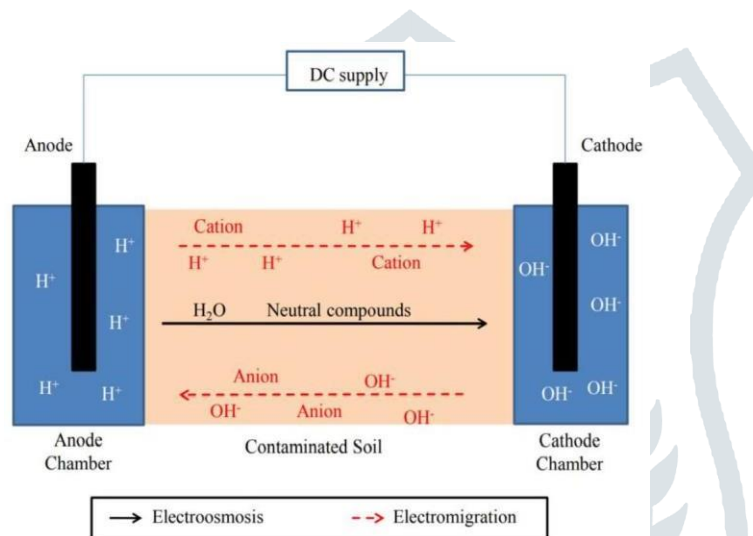 DC supply
Anode
Cathode
H⁺
H⁺
H⁺
H⁺
H⁺
Cation
H⁺
H⁺
H⁺
H⁺
Cation
H₂O
Neutral compounds
Anion
OH⁻
OH⁻
Anion
OH⁻
OH⁻
OH⁻
OH⁻
OH⁻
OH⁻
Anode
Chamber
Contaminated Soil
Cathode
Chamber
Electroosmosis
Electromigration